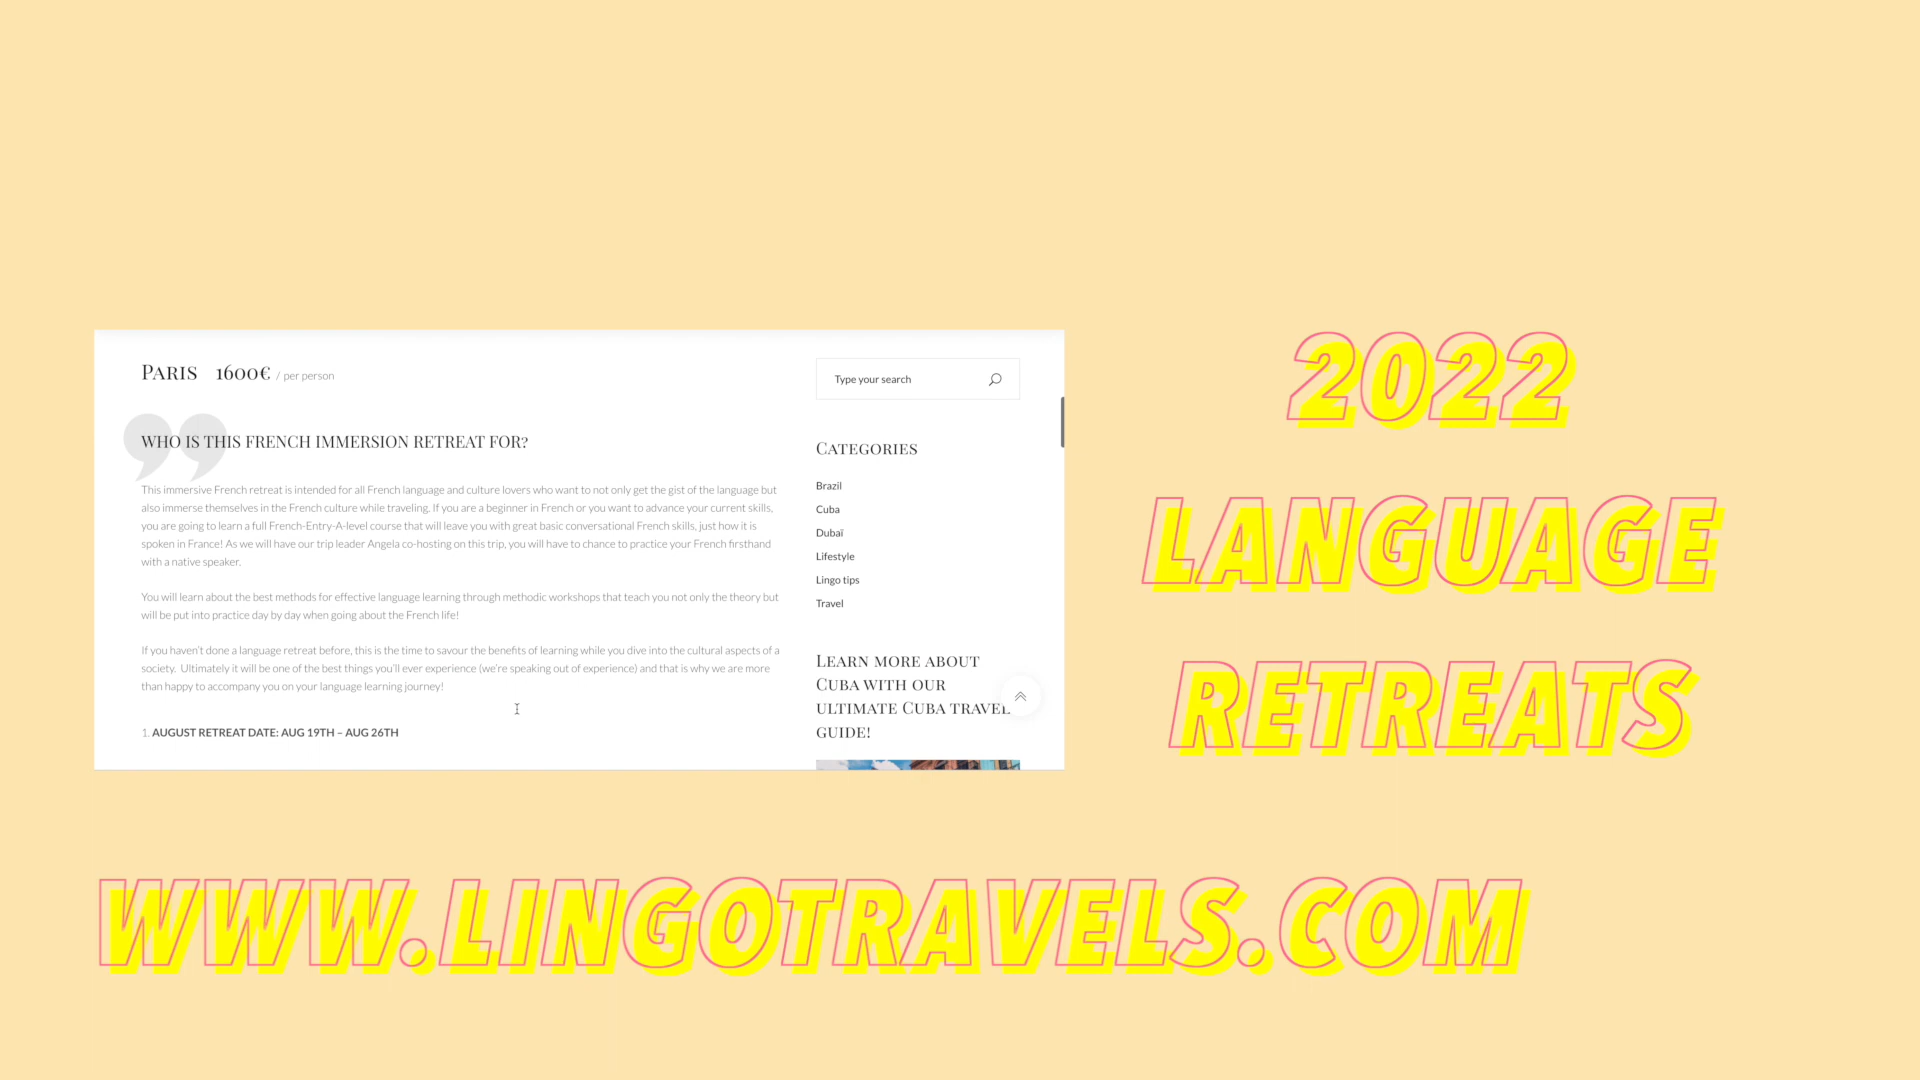 Paris 1600€ / per person
WHO IS THIS FRENCH IMMERSION RETREAT FOR?
This immersive French retreat is intended for all French language and culture lovers who want to not only get the gist of the language but
also immerse themselves in the French culture while traveling. If you are a beginner in French or you want to advance your current skills,
you are going to learn a full French-Entry-A-level course that will leave you with great basic conversational French skills, just how it is
spoken in France! As we will have our trip leader Angela co-hosting on this trip, you will have to chance to practice your French firsthand
with a native speaker.
You will learn about the best methods for effective language learning through methodic workshops that teach you not only the theory but
will be put into practice day by day when going about the French life!
If you haven't done a language retreat before, this is the time to savour the benefits of learning while you dive into the cultural aspects of a
society. Ultimately it will be one of the best things you'll ever experience (we're speaking out of experience) and that is why we are more
than happy to accompany you on your language learning journey!
1. AUGUST RETREAT DATE: AUG 19TH – AUG 26TH
Type your search
Categories
Brazil
Cuba
Dubaï
Lifestyle
Lingo tips
Travel
Learn more about
Cuba with our
ultimate Cuba travel
guide!
2022
LANGUAGE
RETREATS
WWW.LINGOTRAVELS.COM